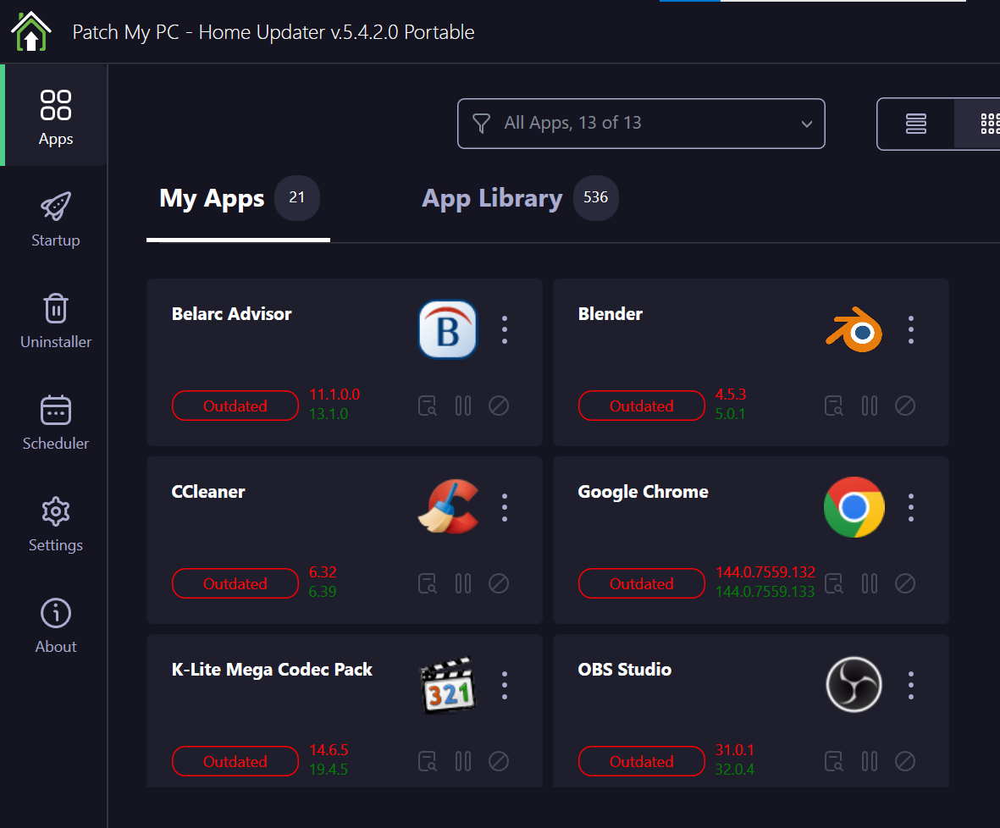 Patch My PC - Home Updater v.5.4.2.0 Portable
Apps
Startup
Uninstaller
Scheduler
Settings
About
All Apps, 13 of 13
My Apps 21 App Library 536
Belarc Advisor
B
Outdated 11.1.0.0
13.1.0
Blender
Outdated 4.5.3
5.0.1
CCleaner
Outdated 6.32
6.39
Google Chrome
Outdated 144.0.7559.132
144.0.7559.133
K-Lite Mega Codec Pack
321
Outdated 14.6.5
19.4.5
OBS Studio
Outdated 31.0.1
32.0.4